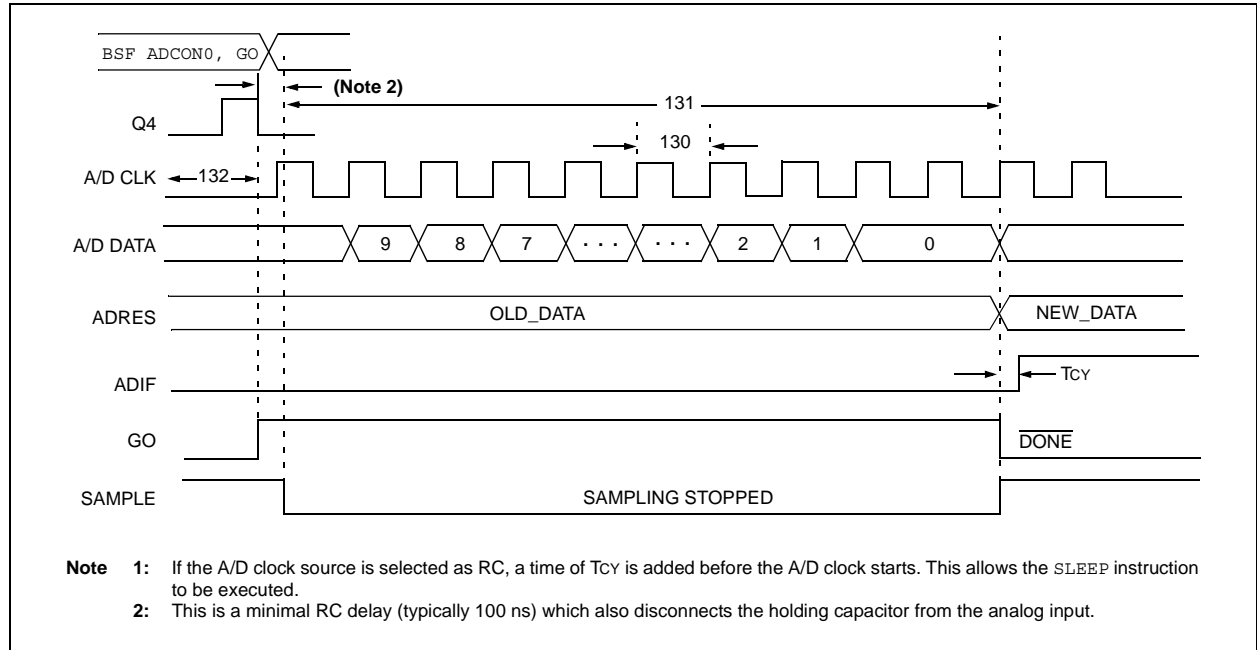 BSF ADCON0, GO
(Note 2)
131
Q4
130
A/D CLK
132
A/D DATA
9 8 7 . . . . . . 2 1 0
ADRES
OLD_DATA
NEW_DATA
ADIF
TCY
GO
DONE
SAMPLE
SAMPLING STOPPED
Note 1: If the A/D clock source is selected as RC, a time of TCY is added before the A/D clock starts. This allows the SLEEP instruction
to be executed.
2: This is a minimal RC delay (typically 100 ns) which also disconnects the holding capacitor from the analog input.